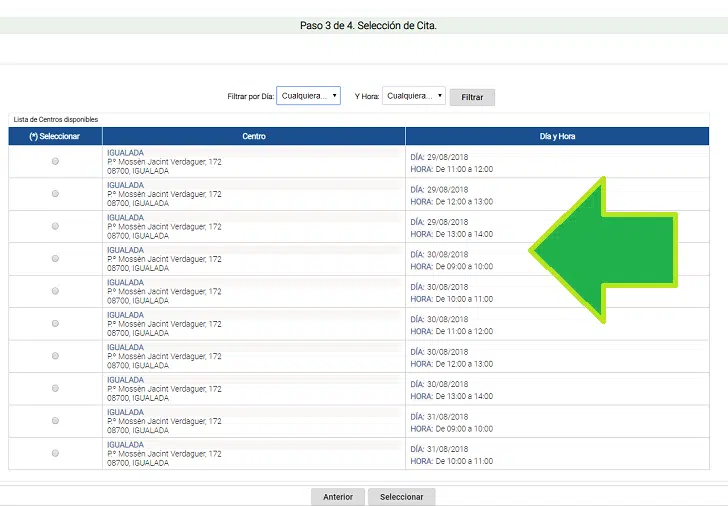 Paso 3 de 4. Selección de Cita.
Filtrar por Día: Cualquiera... Y Hora: Cualquiera... Filtrar
Lista de Centros disponibles
(*) Seleccionar Centro Día y Hora
IGUALADA
P.º Mossèn Jacint Verdaguer, 172
08700, IGUALADA
DÍA: 29/08/2018
HORA: De 11:00 a 12:00
IGUALADA
P.º Mossèn Jacint Verdaguer, 172
08700, IGUALADA
DÍA: 29/08/2018
HORA: De 12:00 a 13:00
IGUALADA
P.º Mossèn Jacint Verdaguer, 172
08700, IGUALADA
DÍA: 29/08/2018
HORA: De 13:00 a 14:00
IGUALADA
P.º Mossèn Jacint Verdaguer, 172
08700, IGUALADA
DÍA: 30/08/2018
HORA: De 09:00 a 10:00
IGUALADA
P.º Mossèn Jacint Verdaguer, 172
08700, IGUALADA
DÍA: 30/08/2018
HORA: De 10:00 a 11:00
IGUALADA
P.º Mossèn Jacint Verdaguer, 172
08700, IGUALADA
DÍA: 30/08/2018
HORA: De 11:00 a 12:00
IGUALADA
P.º Mossèn Jacint Verdaguer, 172
08700, IGUALADA
DÍA: 30/08/2018
HORA: De 12:00 a 13:00
IGUALADA
P.º Mossèn Jacint Verdaguer, 172
08700, IGUALADA
DÍA: 30/08/2018
HORA: De 13:00 a 14:00
IGUALADA
P.º Mossèn Jacint Verdaguer, 172
08700, IGUALADA
DÍA: 31/08/2018
HORA: De 09:00 a 10:00
IGUALADA
P.º Mossèn Jacint Verdaguer, 172
08700, IGUALADA
DÍA: 31/08/2018
HORA: De 10:00 a 11:00
Anterior Seleccionar